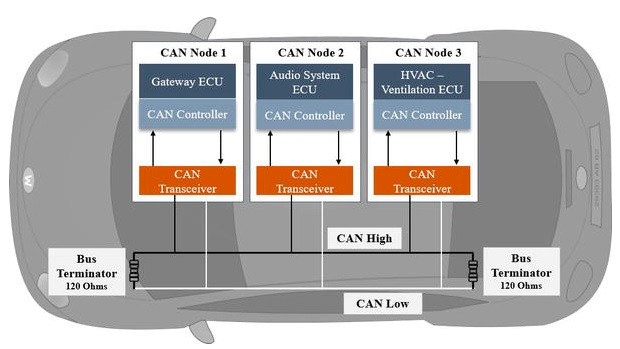 CAN Node 1
Gateway ECU
CAN Controller
CAN
Transceiver
CAN Node 2
Audio System
ECU
CAN Controller
CAN
Transceiver
CAN Node 3
HVAC –
Ventilation ECU
CAN Controller
CAN
Transceiver
CAN High
Bus
Terminator
120 Ohms
Bus
Terminator
120 Ohms
CAN Low